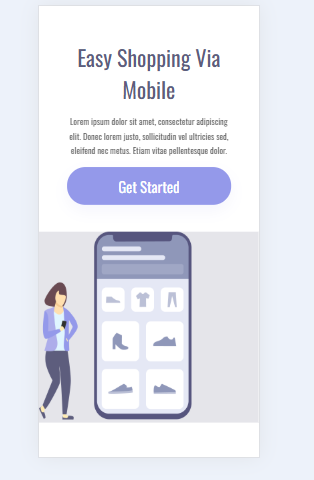 Easy Shopping Via
Mobile
Lorem ipsum dolor sit amet, consectetur adipiscing
elit. Donec lorem justo, sollicitudin vel ultricies sed,
eleifend nec metus. Etiam vitae pellentesque dolor.
Get Started